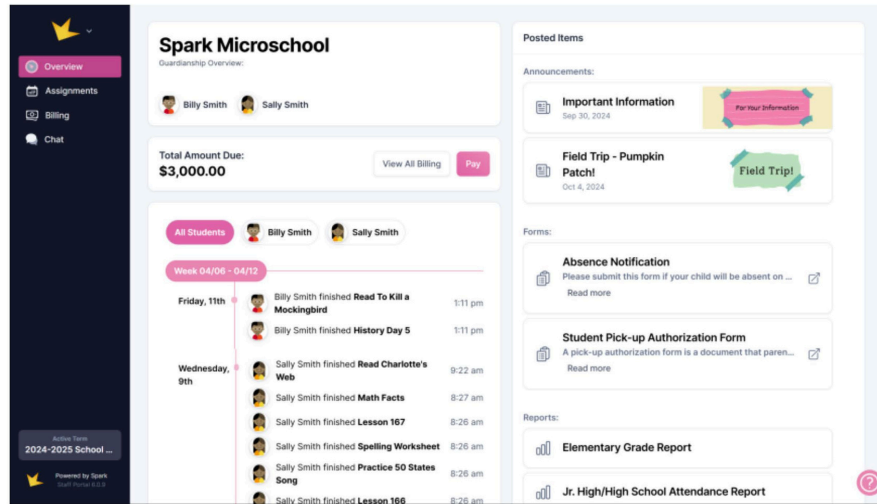 Overview
Assignments
Billing
Chat
Active Term
2024-2025 School ...
Powered by Spark
Staff Portal 0.0.0
Spark Microschool
Guardianship Overview:
Billy Smith
Sally Smith
Total Amount Due:
$3,000.00
View All Billing
Pay
All Students
Billy Smith
Sally Smith
Week 04/06 - 04/12
Friday, 11th
Billy Smith finished Read To Kill a
Mockingbird
1:11 pm
Billy Smith finished History Day 5
1:11 pm
Wednesday,
9th
Sally Smith finished Read Charlotte's
Web
9:22 am
Sally Smith finished Math Facts
8:27 am
Sally Smith finished Lesson 167
8:26 am
Sally Smith finished Spelling Worksheet
8:26 am
Sally Smith finished Practice 50 States
Song
8:26 am
Sally Smith finished Lesson 166
8:26 am
Posted Items
Announcements:
Important Information
Sep 30, 2024
For Your Information
Field Trip - Pumpkin
Patch!
Oct 4, 2024
Field Trip!
Forms:
Absence Notification
Please submit this form if your child will be absent on ...
Read more
Student Pick-up Authorization Form
A pick-up authorization form is a document that paren...
Read more
Reports:
Elementary Grade Report
Jr. High/High School Attendance Report